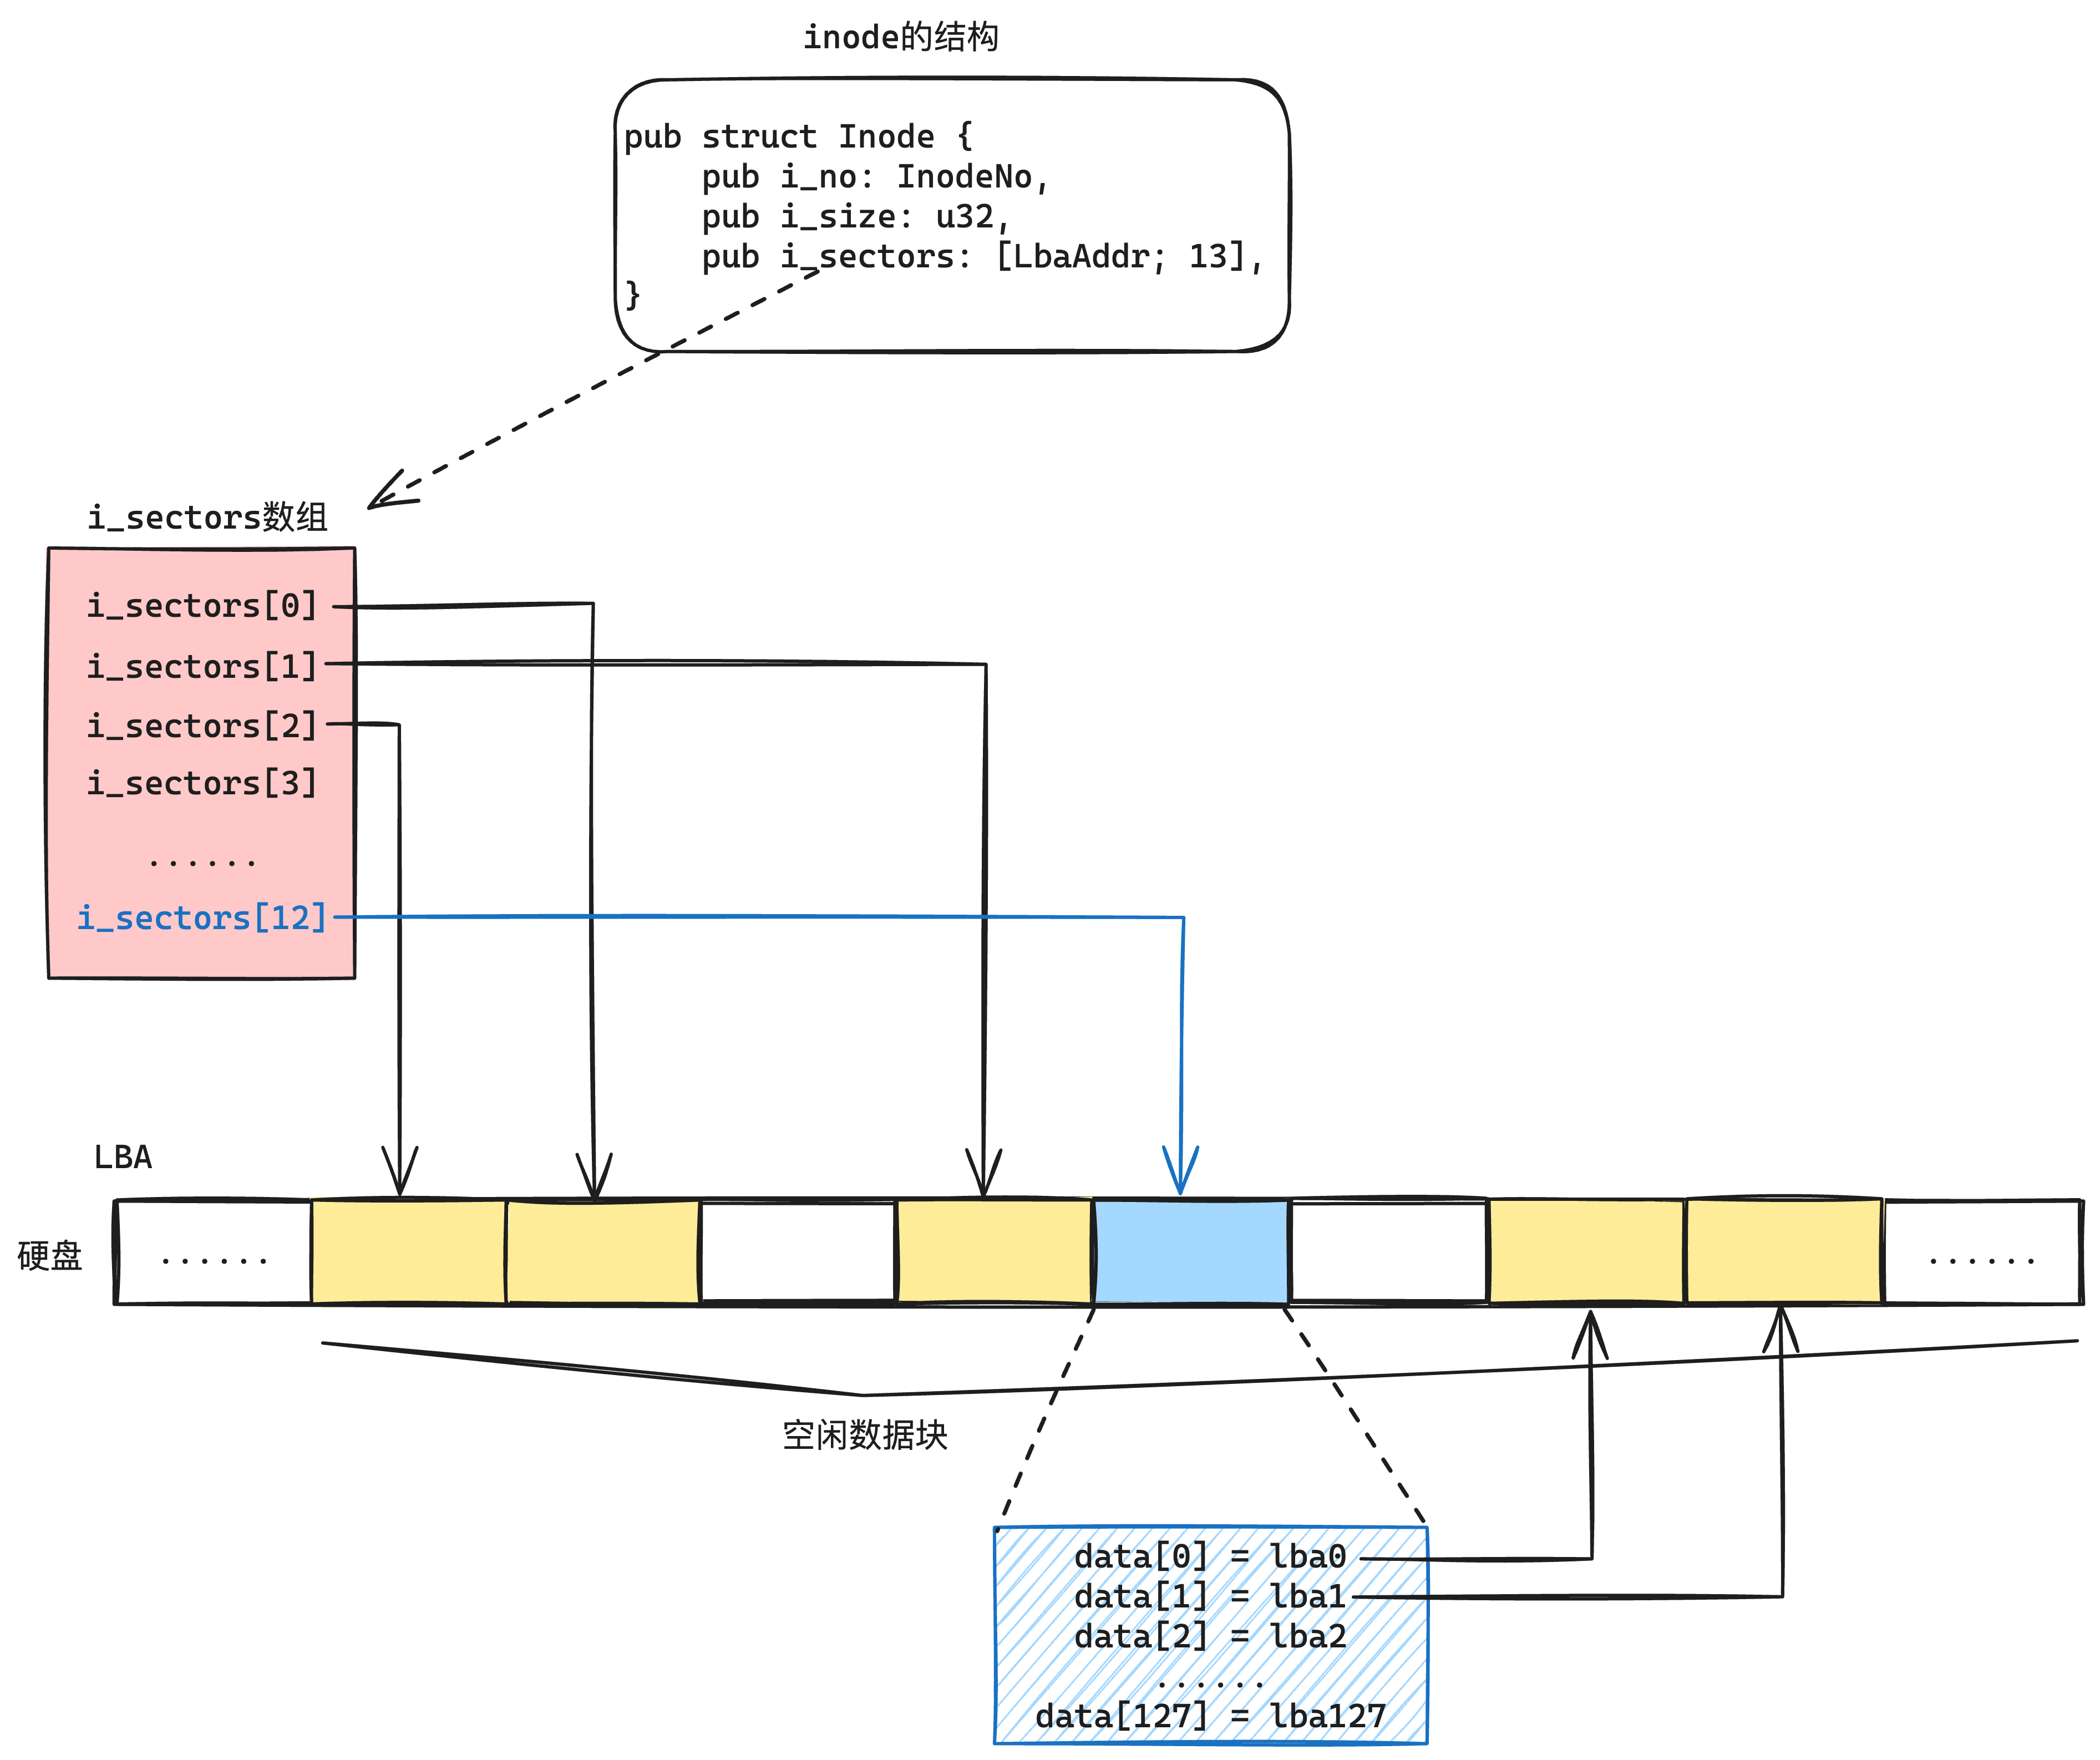 inode的结构
pub struct Inode {
    pub i_no: InodeNo,
    pub i_size: u32,
    pub i_sectors: [LbaAddr; 13],
}
i_sectors数组
i_sectors[0]
i_sectors[1]
i_sectors[2]
i_sectors[3]
......
i_sectors[12]
LBA
硬盘
......
......
空闲数据块
data[0] = lba0
data[1] = lba1
data[2] = lba2
......
data[127] = lba127